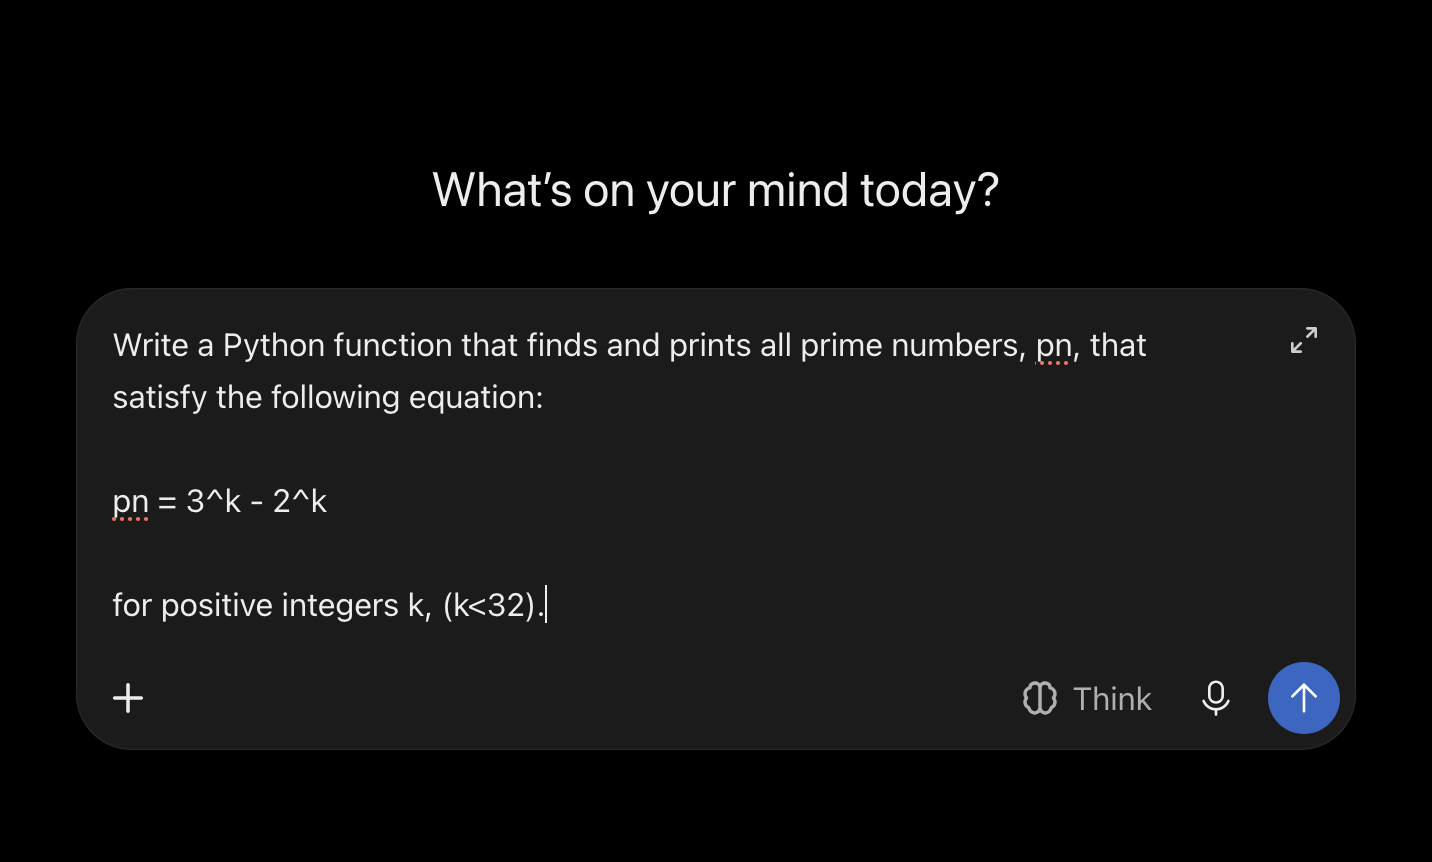 What’s on your mind today?
Write a Python function that finds and prints all prime numbers, pn, that
satisfy the following equation:
pn = 3^k - 2^k
for positive integers k, (k<32).
Think